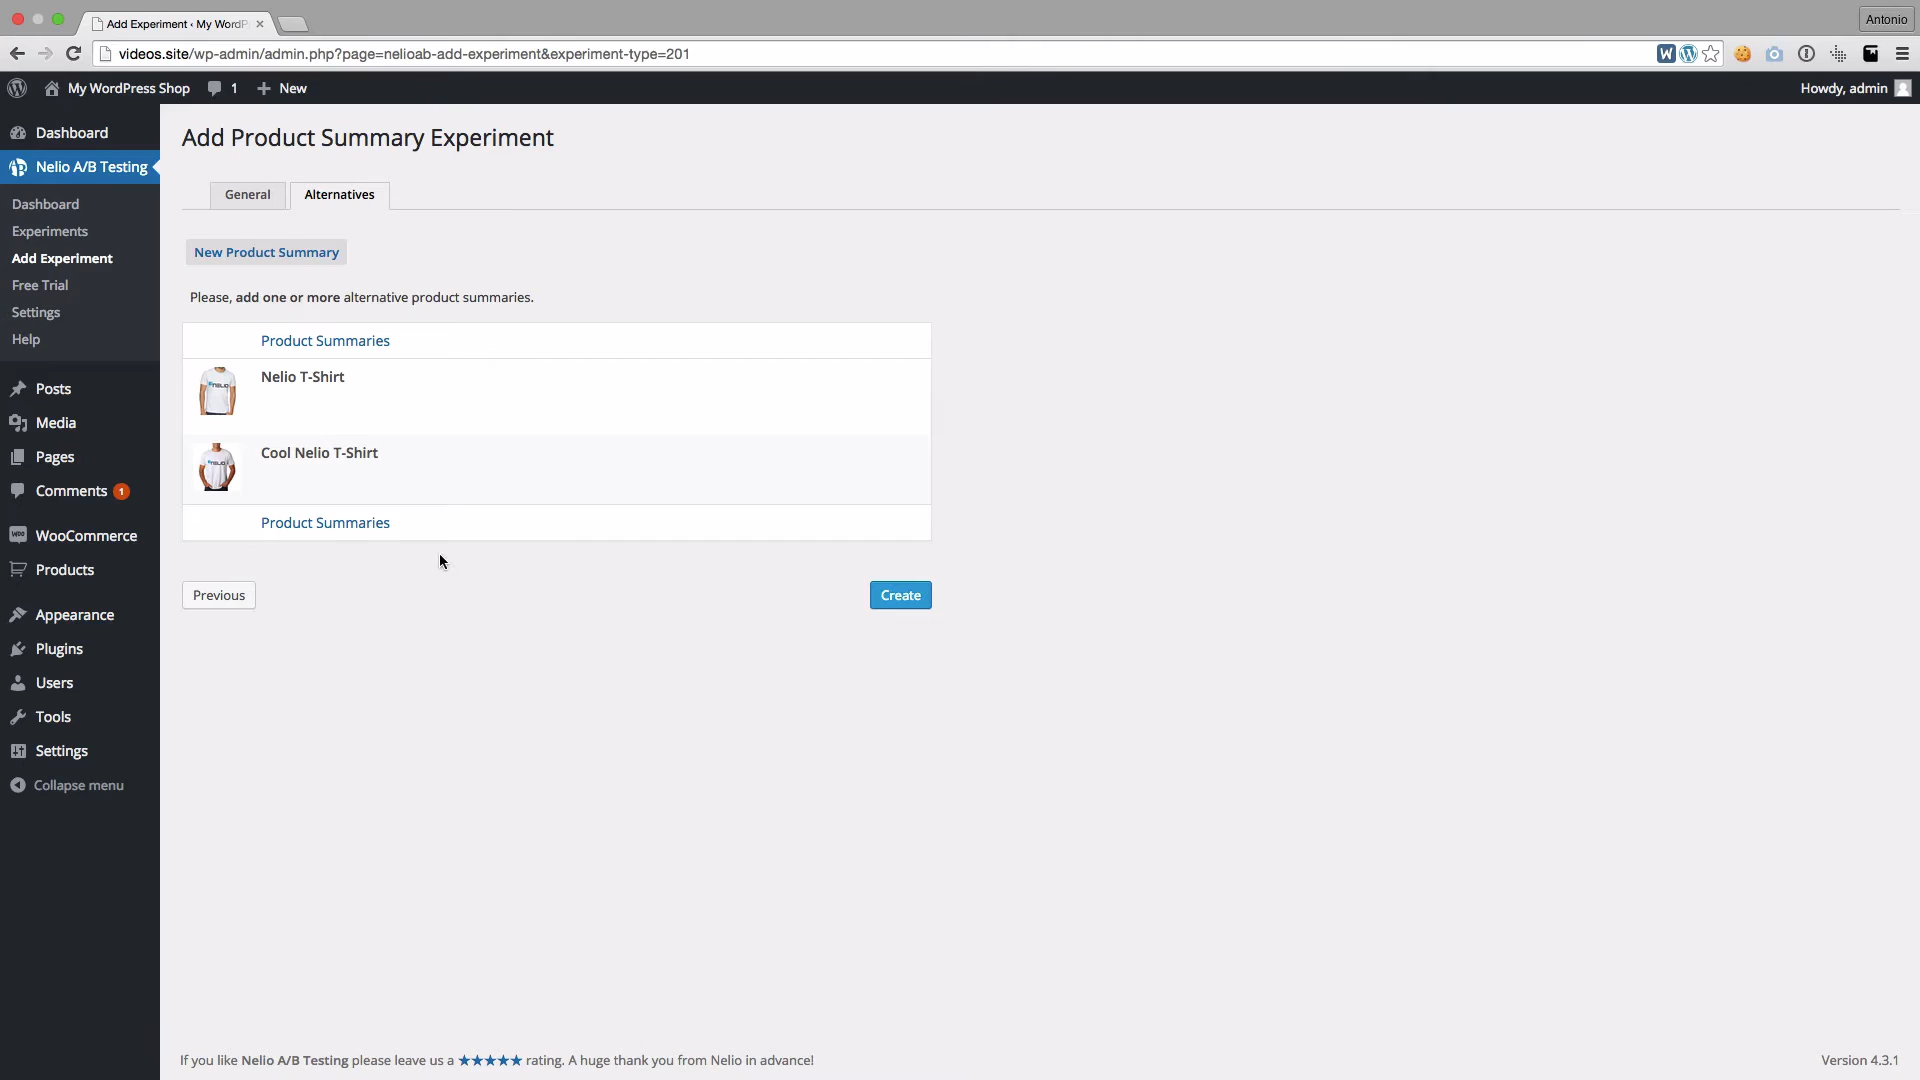 Add Experiment ‹ My WordP
Antonio
videos.site/wp-admin/admin.php?page=nelioab-add-experiment&experiment-type=201
My WordPress Shop
1
New
Howdy, admin
Dashboard
Nelio A/B Testing
Dashboard
Experiments
Add Experiment
Free Trial
Settings
Help
Posts
Media
Pages
Comments 1
WooCommerce
Products
Appearance
Plugins
Users
Tools
Settings
Collapse menu
Add Product Summary Experiment
General
Alternatives
New Product Summary
Please, add one or more alternative product summaries.
Product Summaries
Nelio T-Shirt
Cool Nelio T-Shirt
Product Summaries
Previous
Create
If you like Nelio A/B Testing please leave us a ★★★★★ rating. A huge thank you from Nelio in advance!
Version 4.3.1